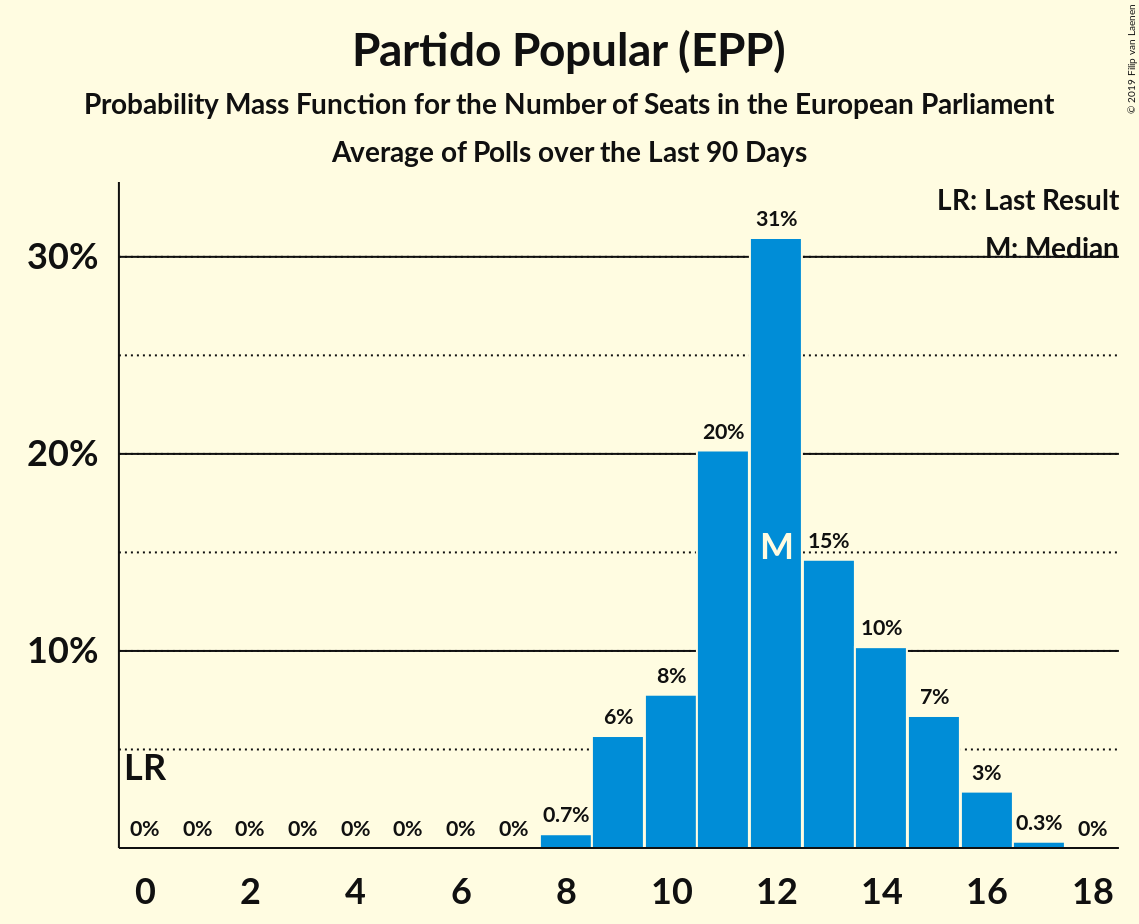 Partido Popular (EPP)
Probability Mass Function for the Number of Seats in the European Parliament
Average of Polls over the Last 90 Days
© 2019 Filip van Laenen
LR: Last Result
M: Median
30%
20%
10%
31%
20%
M
15%
10%
8%
7%
6%
3%
LR
0.7%
0.3%
0% 0% 0% 0% 0% 0% 0% 0% 0%
0 2 4 6 8 10 12 14 16 18